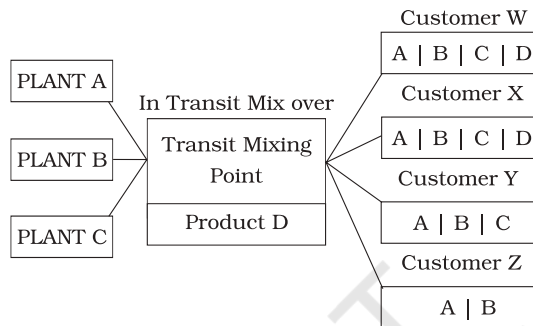 PLANT A
PLANT B
PLANT C
In Transit Mix over
Transit Mixing
Point
Product D
Customer W
A | B | C | D
Customer X
A | B | C | D
Customer Y
A | B | C
Customer Z
A | B